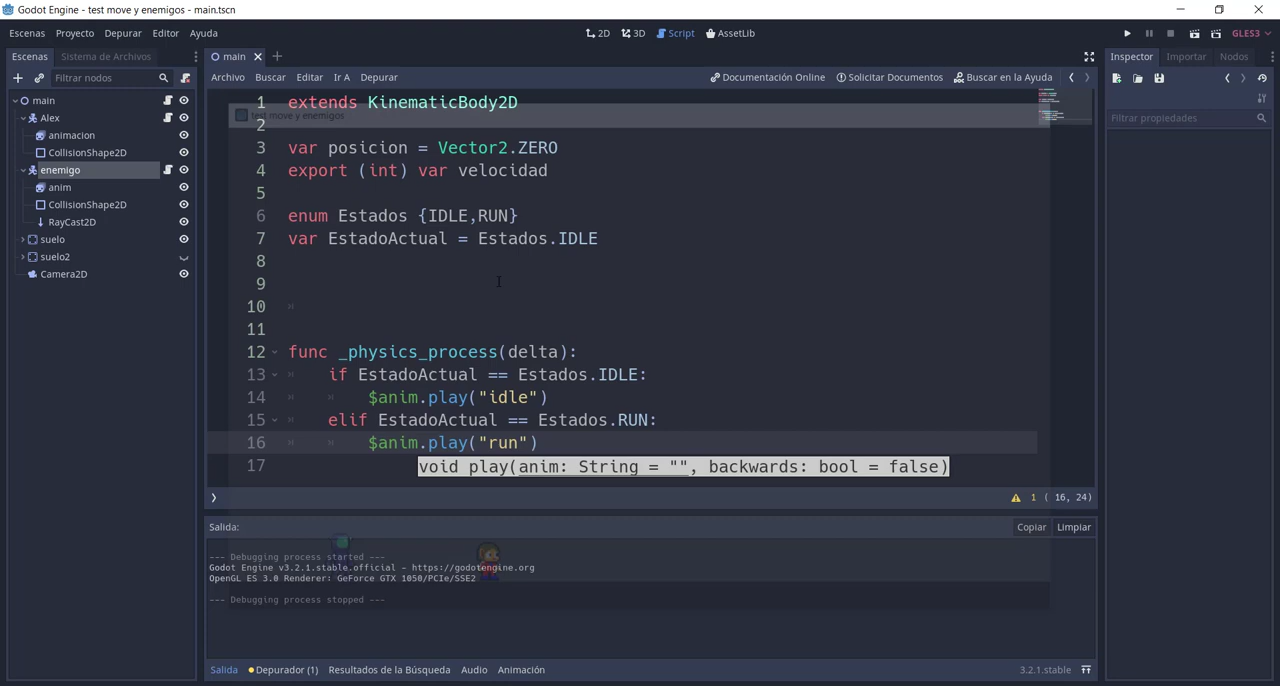 Godot Engine - test move y enemigos - main.tscn
Escenas Proyecto Depurar Editor Ayuda
2D 3D Script AssetLib
GLES3
Escenas Sistema de Archivos
main
Inspector Importar Nodos
Filtrar nodos
Archivo Buscar Editar Ir A Depurar
Documentación Online Solicitar Documentos Buscar en la Ayuda
Filtrar propiedades
main
Alex
animacion
CollisionShape2D
enemigo
anim
CollisionShape2D
RayCast2D
suelo
suelo2
Camera2D
1 extends KinematicBody2D
test move y enemigos
2
3 var posicion = Vector2.ZERO
4 export (int) var velocidad
5
6 enum Estados {IDLE,RUN}
7 var EstadoActual = Estados.IDLE
8
9
10
11
12 func _physics_process(delta):
13 if EstadoActual == Estados.IDLE:
14 $anim.play("idle")
15 elif EstadoActual == Estados.RUN:
16 $anim.play("run")
17
void play(anim: String = "", backwards: bool = false)
1 ( 16, 24)
Salida:
Copiar Limpiar
--- Debugging process started ---
Godot Engine v3.2.1.stable.official - https://godotengine.org
OpenGL ES 3.0 Renderer: GeForce GTX 1050/PCIe/SSE2
--- Debugging process stopped ---
Salida Depurador (1) Resultados de la Búsqueda Audio Animación
3.2.1.stable